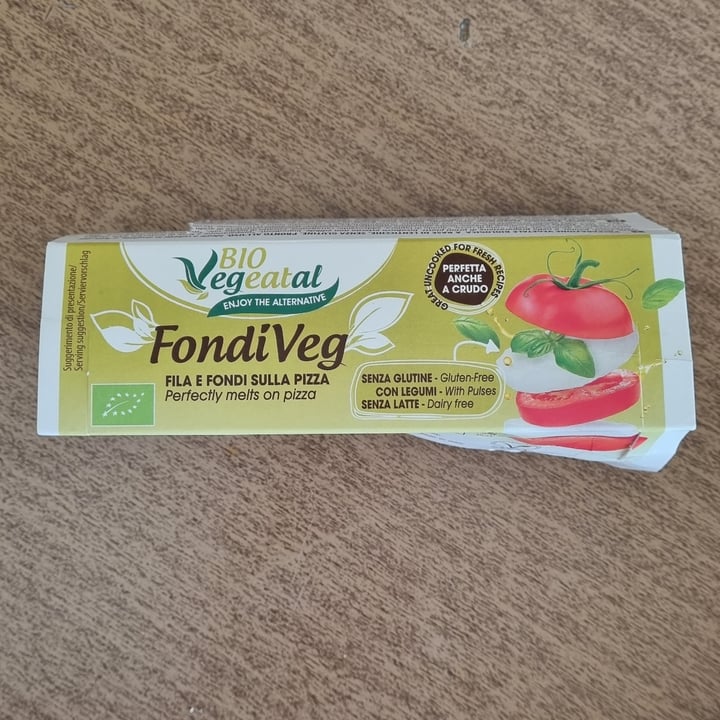 BIO
Vegeatal
ENJOY THE ALTERNATIVE
FondiVeg
FILA E FONDI SULLA PIZZA
Perfectly melts on pizza
SENZA GLUTINE - Gluten-Free
CON LEGUMI - With Pulses
SENZA LATTE - Dairy free
GREAT UNCOOKED FOR FRESH RECIPES
PERFETTA
ANCHE
A CRUDO
Suggerimento di presentazione/
Serving suggestion/Serviervorschlag